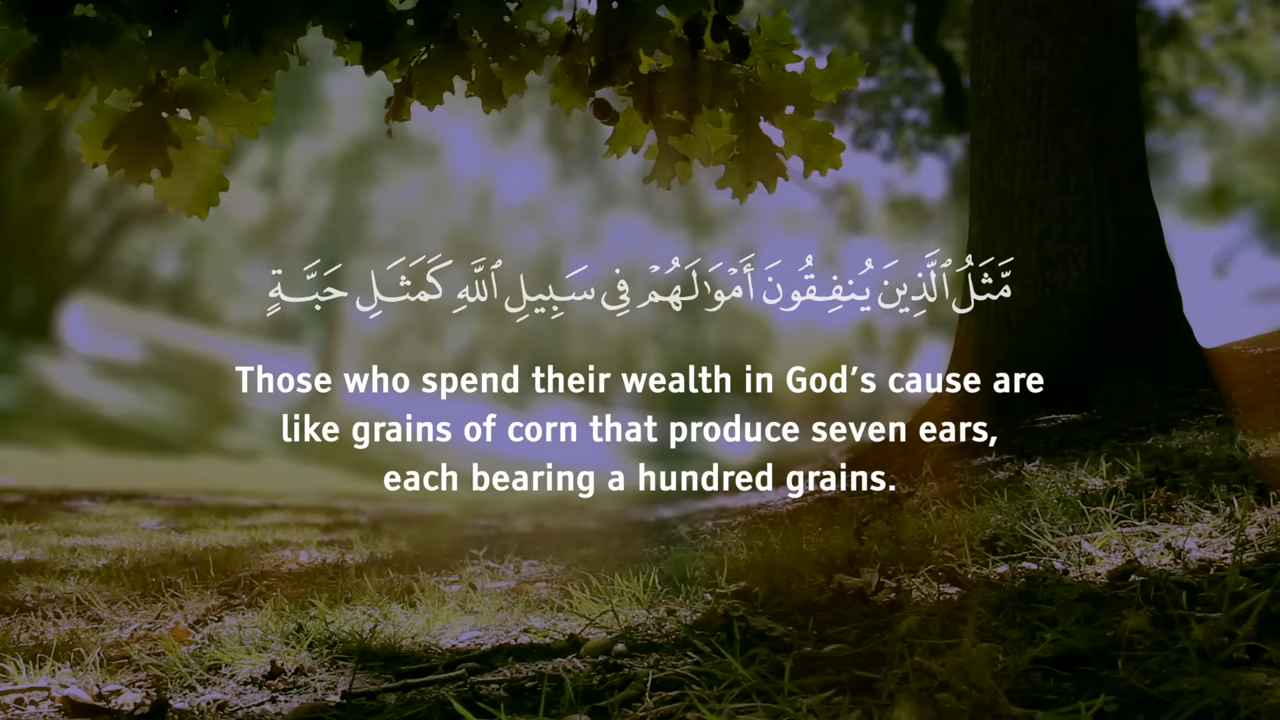 مَّثَلُ ٱلَّذِينَ يُنفِقُونَ أَمْوَٰلَهُمْ فِى سَبِيلِ ٱللَّهِ كَمَثَلِ حَبَّةٍ
Those who spend their wealth in God’s cause are
like grains of corn that produce seven ears,
each bearing a hundred grains.